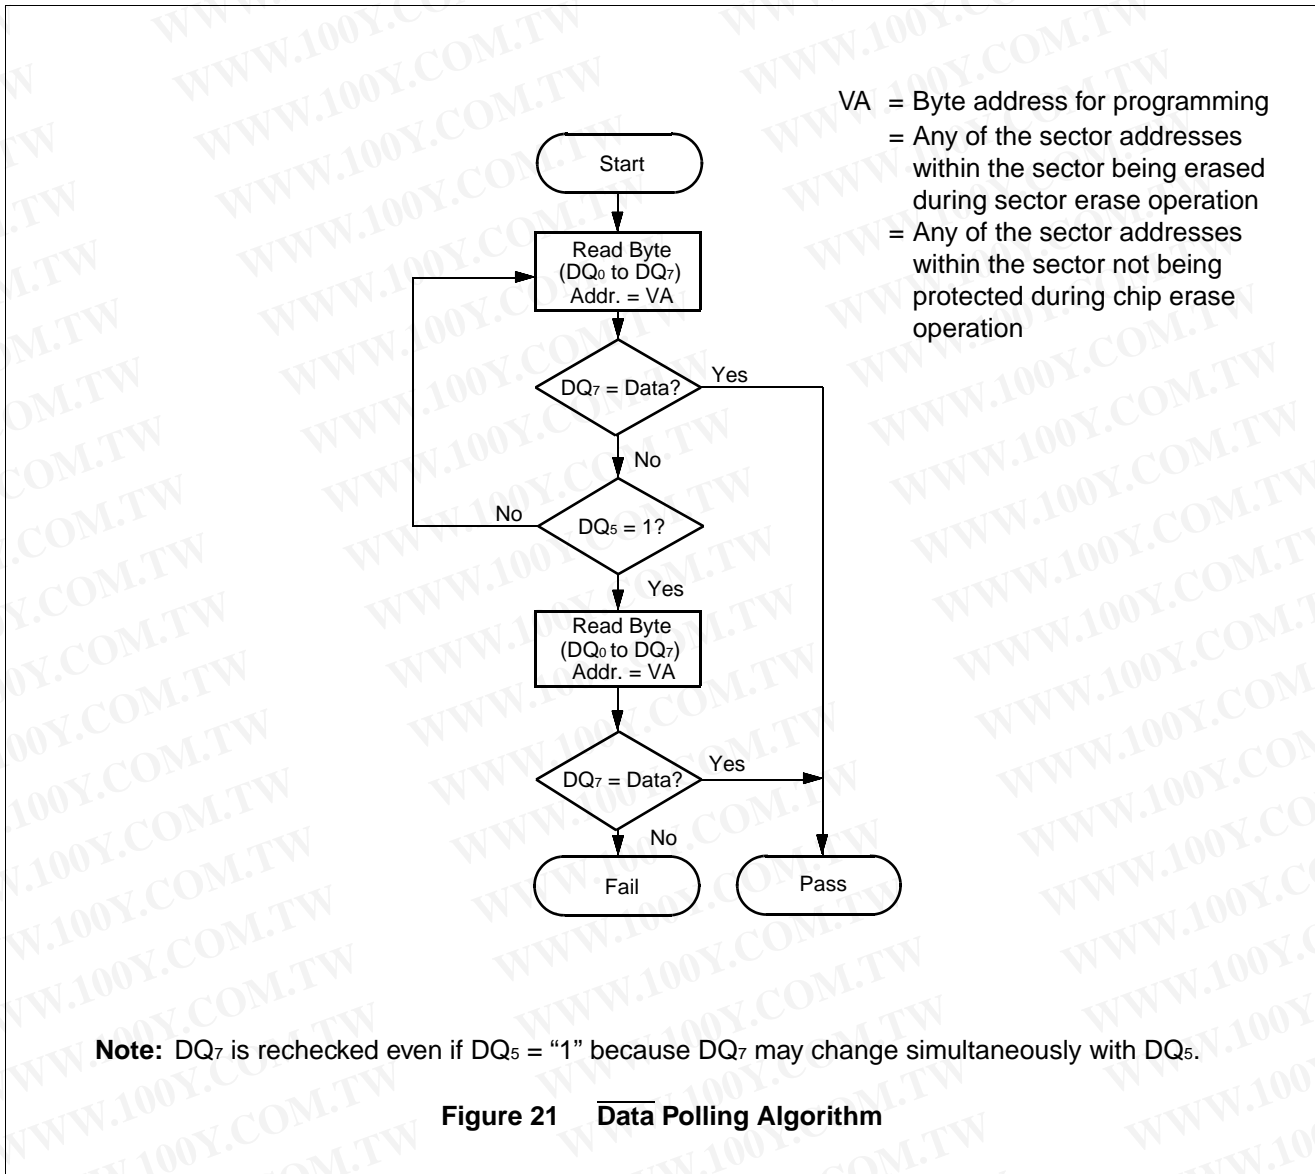 VA = Byte address for programming
= Any of the sector addresses
within the sector being erased
during sector erase operation
= Any of the sector addresses
within the sector not being
protected during chip erase
operation
Start
Read Byte
(DQ0 to DQ7)
Addr. = VA
DQ7 = Data?
Yes
No
DQ5 = 1?
No
Yes
Read Byte
(DQ0 to DQ7)
Addr. = VA
DQ7 = Data?
Yes
No
Fail
Pass
Note: DQ7 is rechecked even if DQ5 = “1” because DQ7 may change simultaneously with DQ5.
Figure 21 Data Polling Algorithm
WWW.100Y.COM.TW